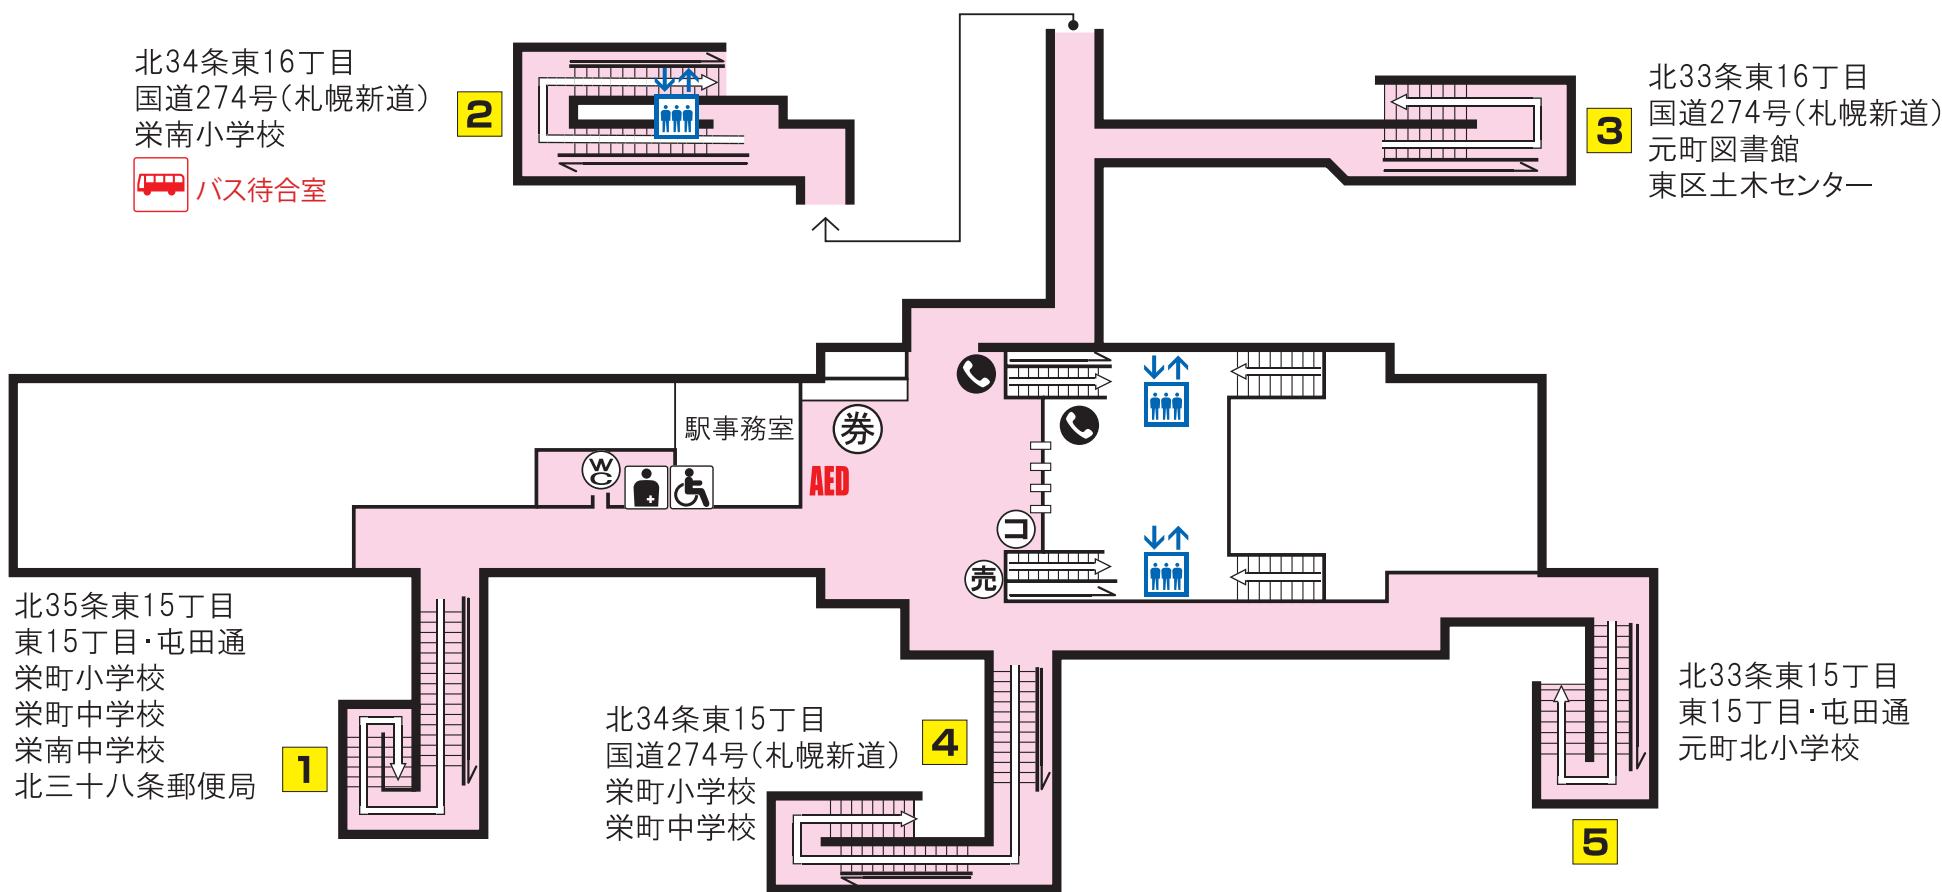 北34条東16丁目
国道274号(札幌新道)
栄南小学校
バス待合室
2
3
北33条東16丁目
国道274号(札幌新道)
元町図書館
東区土木センター
駅事務室
券
WC
AED
コ
売
北35条東15丁目
東15丁目・屯田通
栄町小学校
栄町中学校
栄南中学校
北三十八条郵便局
1
北34条東15丁目
国道274号(札幌新道)
栄町小学校
栄町中学校
4
北33条東15丁目
東15丁目・屯田通
元町北小学校
5